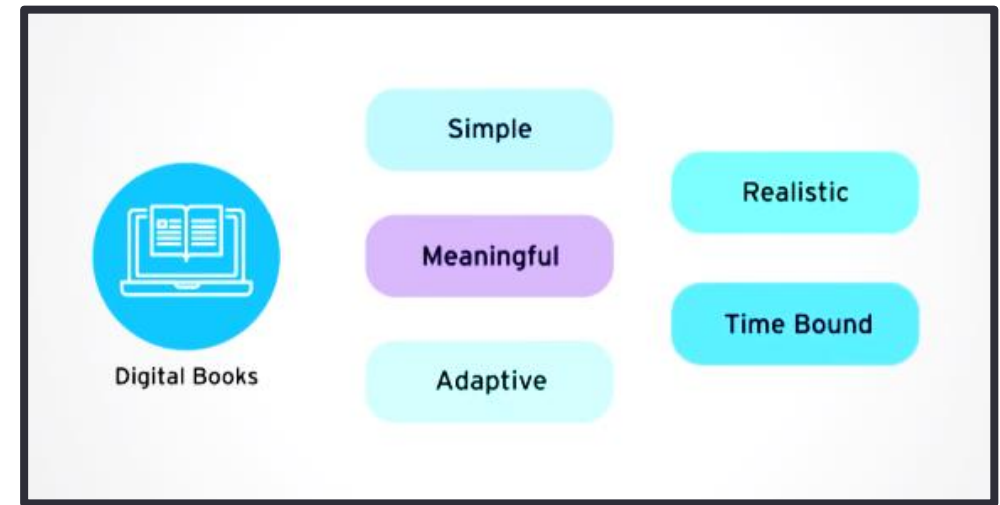 Digital Books
Simple
Meaningful
Adaptive
Realistic
Time Bound